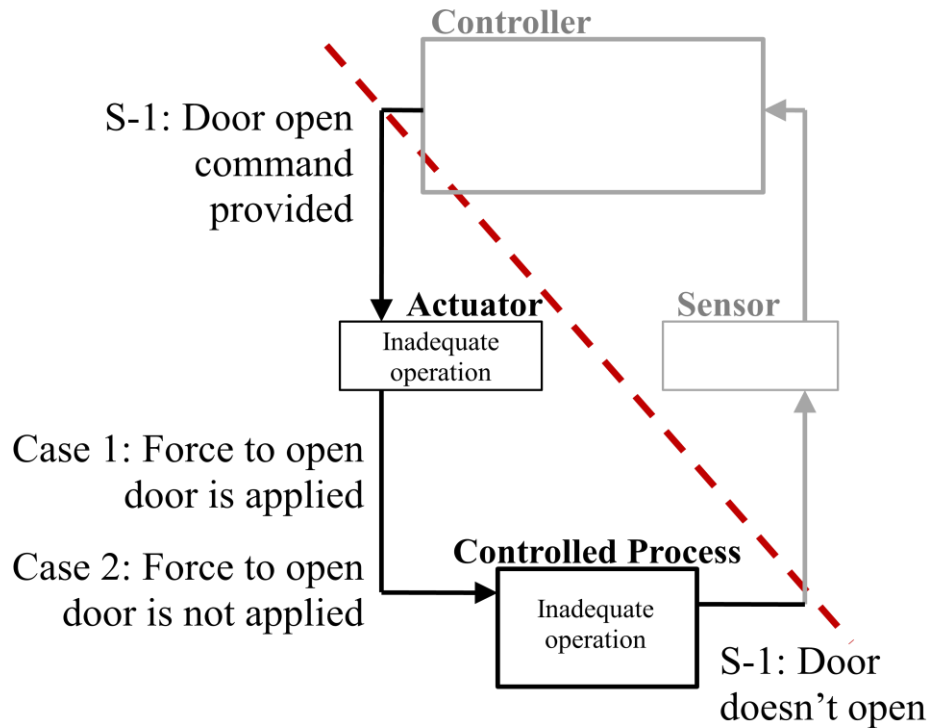 Controller
S-1: Door open
command
provided
Actuator
Sensor
Inadequate
operation
Case 1: Force to open
door is applied
Case 2: Force to open
door is not applied
Controlled Process
Inadequate
operation
S-1: Door
doesn’t open